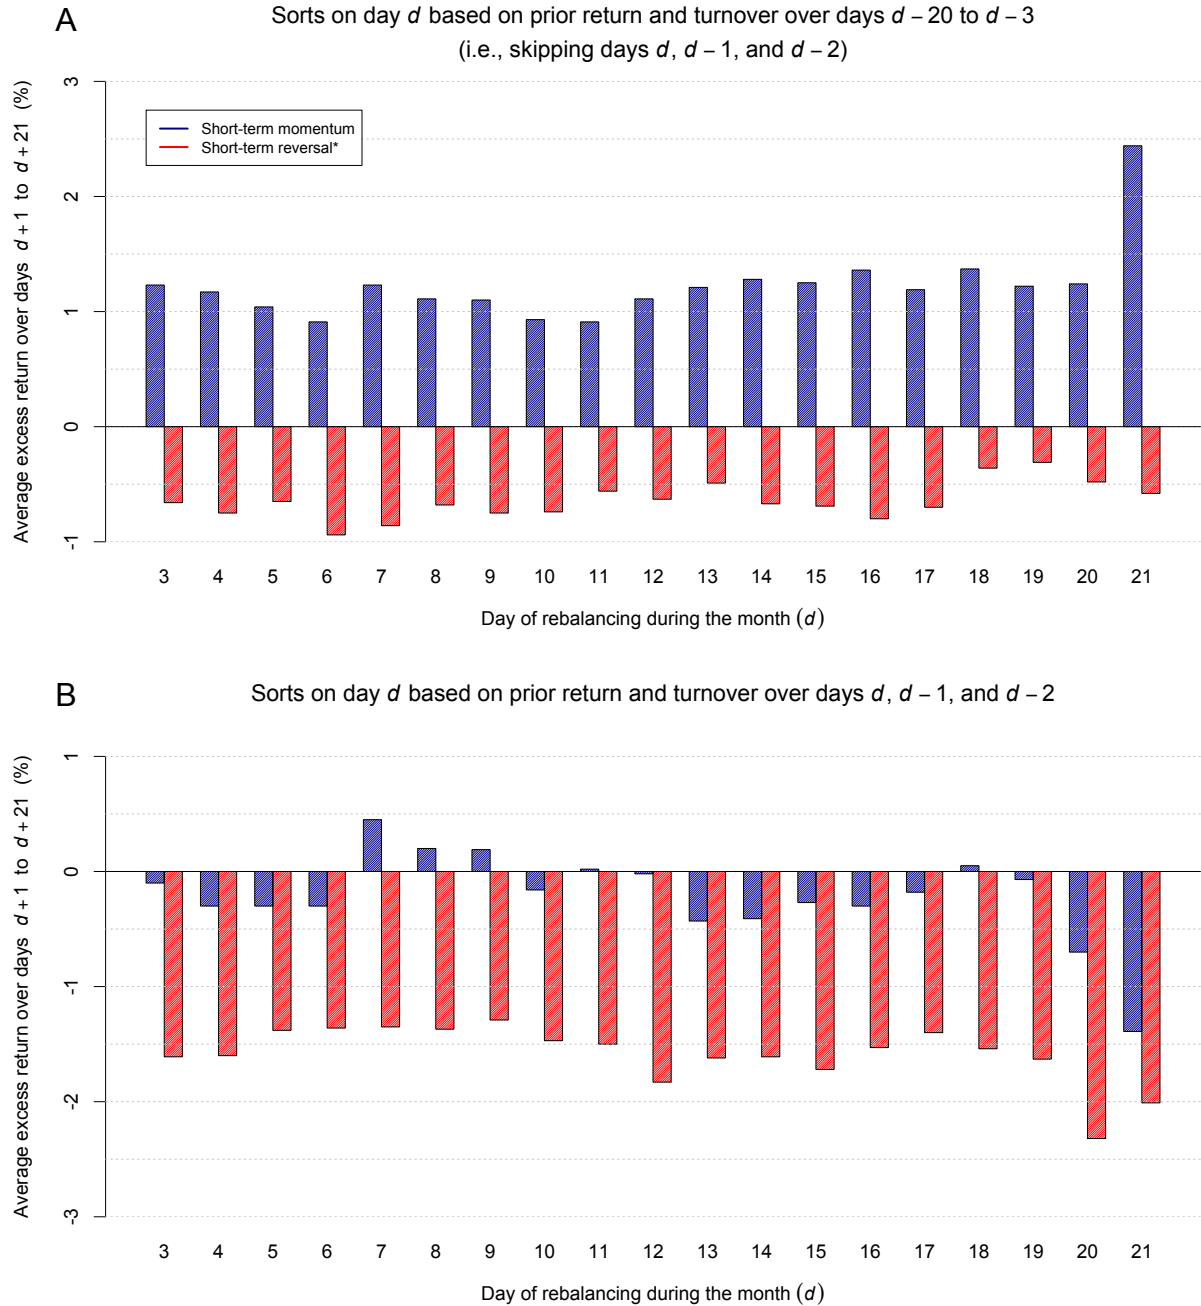 A
Sorts on day d based on prior return and turnover over days d − 20 to d − 3
(i.e., skipping days d, d − 1, and d − 2)
Average excess return over days d + 1 to d + 21 (%)
3
2
1
0
-1
Short-term momentum
Short-term reversal*
3 4 5 6 7 8 9 10 11 12 13 14 15 16 17 18 19 20 21
Day of rebalancing during the month (d)
B
Sorts on day d based on prior return and turnover over days d, d − 1, and d − 2
Average excess return over days d + 1 to d + 21 (%)
1
0
-1
-2
-3
3 4 5 6 7 8 9 10 11 12 13 14 15 16 17 18 19 20 21
Day of rebalancing during the month (d)